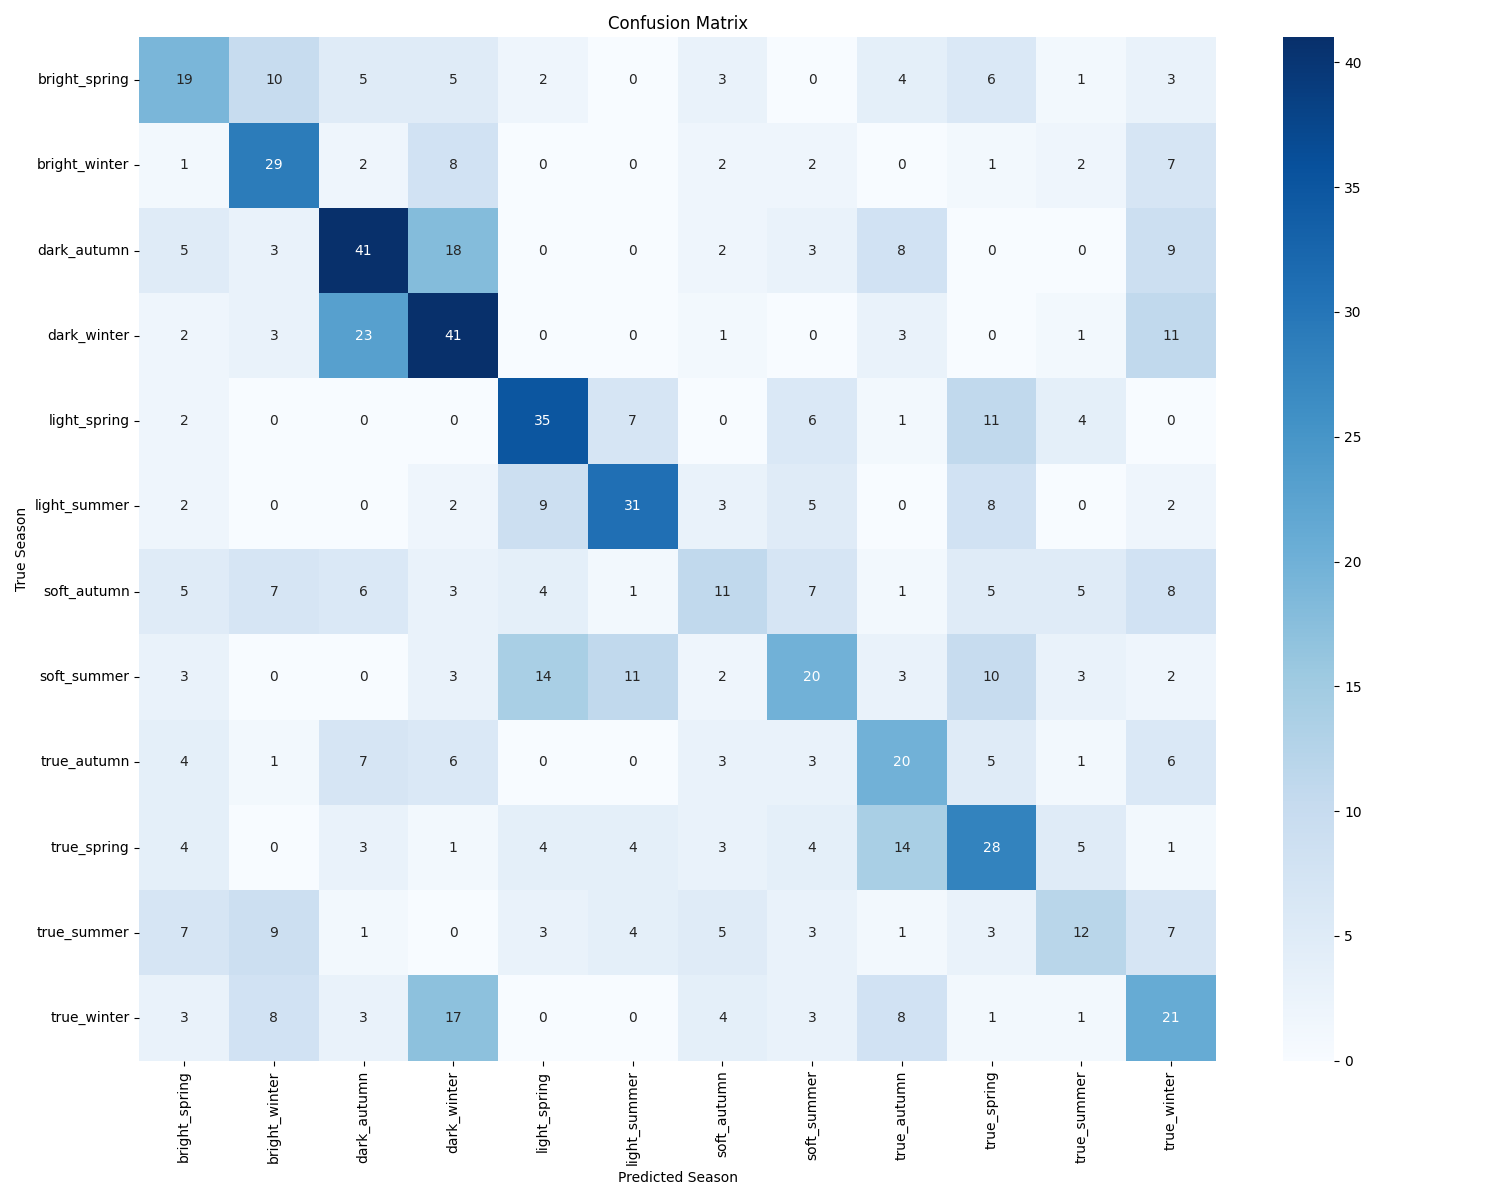 Confusion Matrix
True Season
bright_spring 19 10 5 5 2 0 3 0 4 6 1 3
bright_winter 1 29 2 8 0 0 2 2 0 1 2 7
dark_autumn 5 3 41 18 0 0 2 3 8 0 0 9
dark_winter 2 3 23 41 0 0 1 0 3 0 1 11
light_spring 2 0 0 0 35 7 0 6 1 11 4 0
light_summer 2 0 0 2 9 31 3 5 0 8 0 2
soft_autumn 5 7 6 3 4 1 11 7 1 5 5 8
soft_summer 3 0 0 3 14 11 2 20 3 10 3 2
true_autumn 4 1 7 6 0 0 3 3 20 5 1 6
true_spring 4 0 3 1 4 4 3 4 14 28 5 1
true_summer 7 9 1 0 3 4 5 3 1 3 12 7
true_winter 3 8 3 17 0 0 4 3 8 1 1 21
bright_spring bright_winter dark_autumn dark_winter light_spring light_summer soft_autumn soft_summer true_autumn true_spring true_summer true_winter
Predicted Season
40
35
30
25
20
15
10
5
0